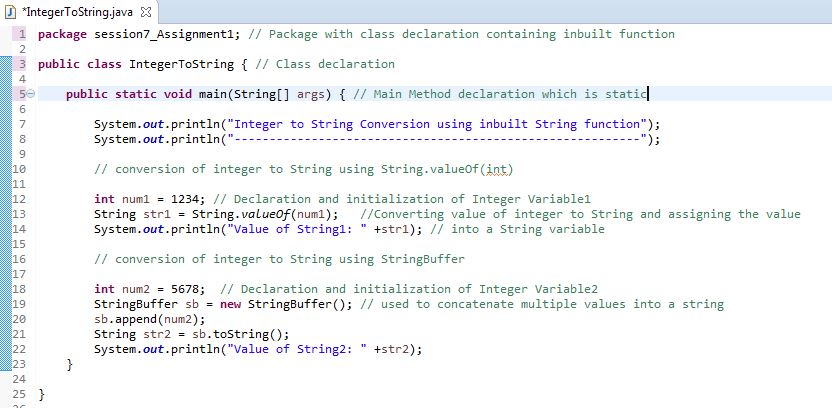 *IntegerToString.java
1 package session7_Assignment1; // Package with class declaration containing inbuilt function
2
3 public class IntegerToString { // Class declaration
4
5 public static void main(String[] args) { // Main Method declaration which is static
6
7 System.out.println("Integer to String Conversion using inbuilt String function");
8 System.out.println("----------------------------------------------------------");
9
10 // conversion of integer to String using String.valueOf(int)
11
12 int num1 = 1234; // Declaration and initialization of Integer Variable1
13 String str1 = String.valueOf(num1); //Converting value of integer to String and assigning the value
14 System.out.println("Value of String1: " +str1); // into a String variable
15
16 // conversion of integer to String using StringBuffer
17
18 int num2 = 5678; // Declaration and initialization of Integer Variable2
19 StringBuffer sb = new StringBuffer(); // used to concatenate multiple values into a string
20 sb.append(num2);
21 String str2 = sb.toString();
22 System.out.println("Value of String2: " +str2);
23 }
24
25 }